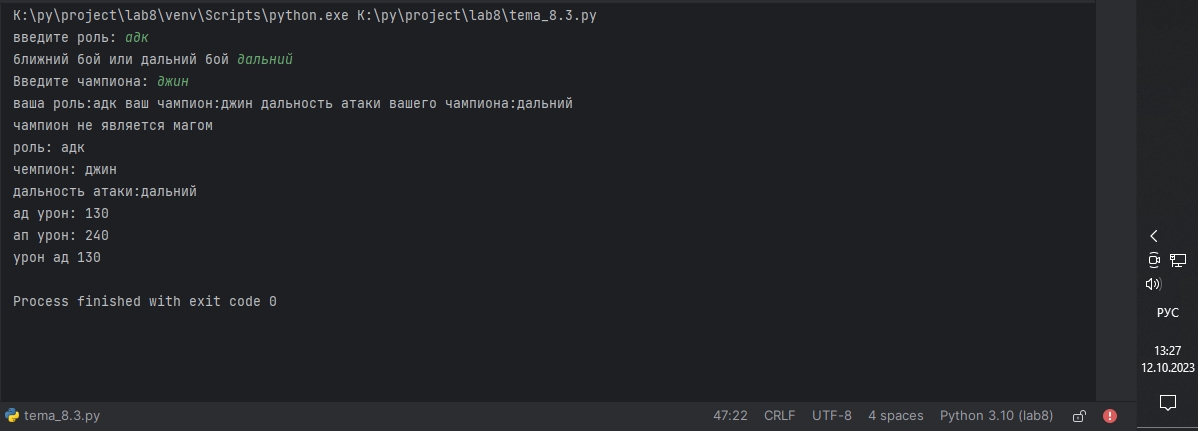 K:\py\project\lab8\venv\Scripts\python.exe K:\py\project\lab8\tema_8.3.py
введите роль: адк
ближний бой или дальний бой дальний
Введите чампиона: джин
ваша роль:адк ваш чампион:джин дальность атаки вашего чампиона:дальний
чампион не является магом
роль: адк
чемпион: джин
дальность атаки:дальний
ад урон: 130
ап урон: 240
урон ад 130
Process finished with exit code 0
РУС
13:27
12.10.2023
tema_8.3.py 47:22 CRLF UTF-8 4 spaces Python 3.10 (lab8)